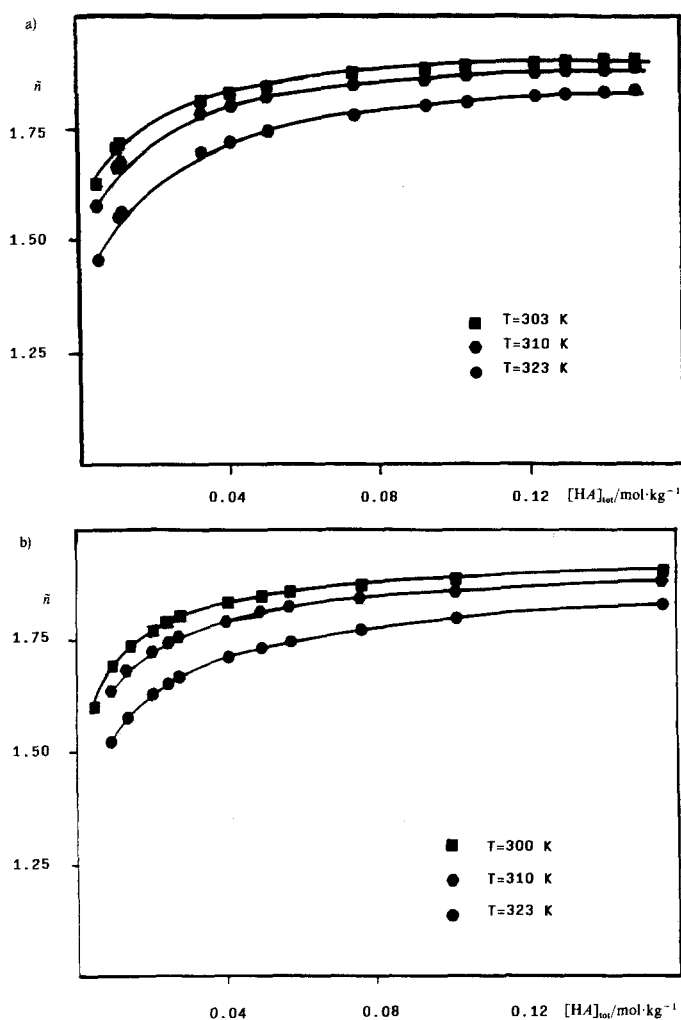 a)
ñ
1.75
1.50
1.25
T=303 K
T=310 K
T=323 K
0.04 0.08 0.12 [HA]tot/mol·kg⁻¹
b)
ñ
1.75
1.50
1.25
T=300 K
T=310 K
T=323 K
0.04 0.08 0.12 [HA]tot/mol·kg⁻¹